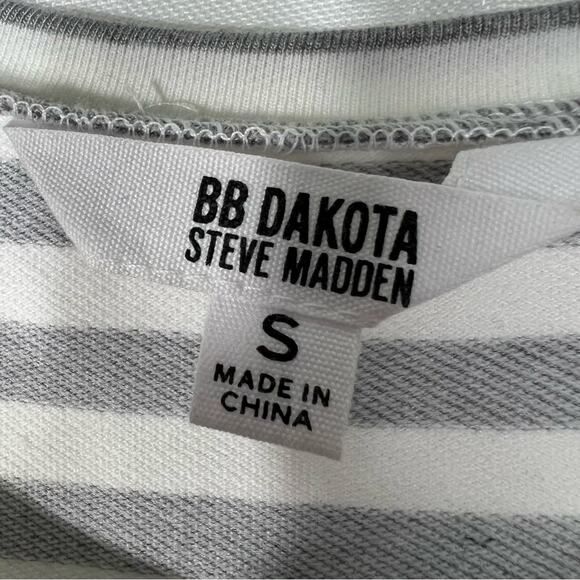 BB DAKOTA
STEVE MADDEN
S
MADE IN
CHINA